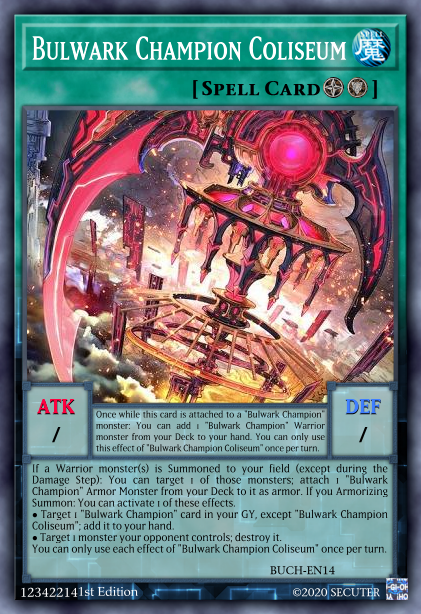 BULWARK CHAMPION COLISEUM 魔
[SPELL CARD]
ATK
/
Once while this card is attached to a "Bulwark Champion"
monster: You can add 1 "Bulwark Champion" Warrior
monster from your Deck to your hand. You can only use
this effect of "Bulwark Champion Coliseum" once per turn.
DEF
/
If a Warrior monster(s) is Summoned to your field (except during the
Damage Step): You can target 1 of those monsters; attach 1 "Bulwark
Champion" Armor Monster from your Deck to it as armor. If you Armorizing
Summon: You can activate 1 of these effects.
● Target 1 "Bulwark Champion" card in your GY, except "Bulwark Champion
Coliseum"; add it to your hand.
● Target 1 monster your opponent controls; destroy it.
You can only use each effect of "Bulwark Champion Coliseum" once per turn.
BUCH-EN14
123422141st Edition
©2020 SECUTER